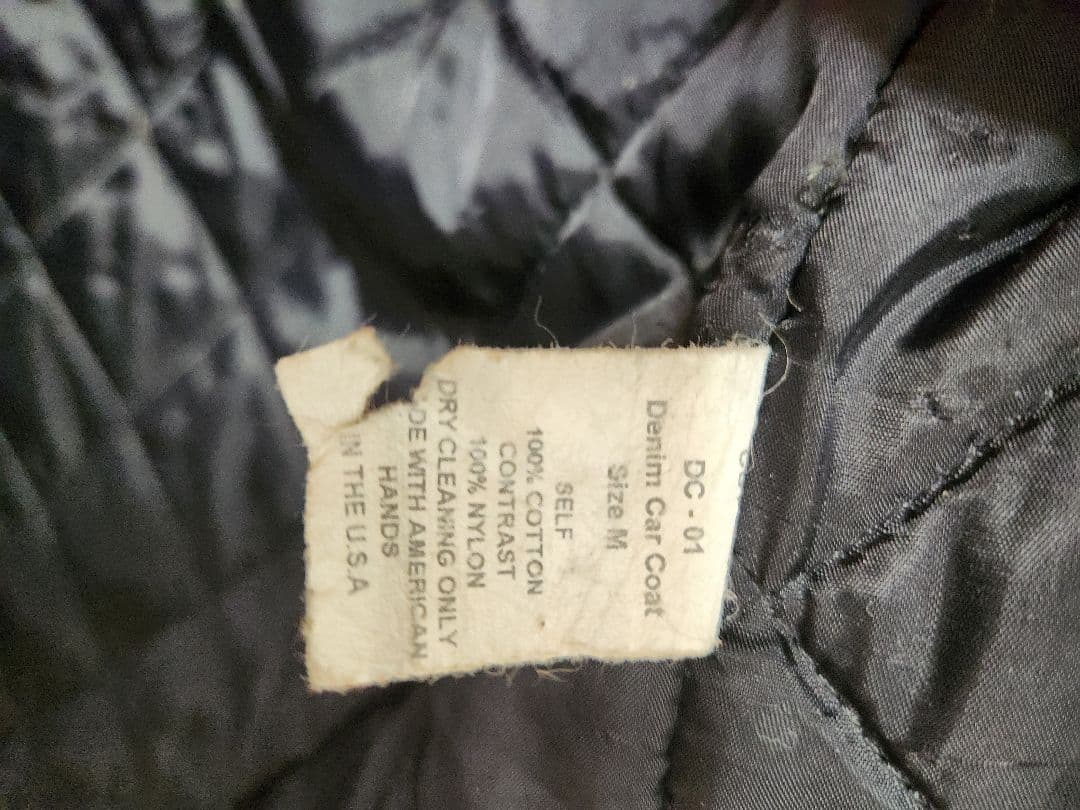 DC - 01
Denim Car Coat
Size M
SELF
100% COTTON
CONTRAST
100% NYLON
DRY CLEANING ONLY
DE WITH AMERICAN
HANDS
IN THE U.S.A